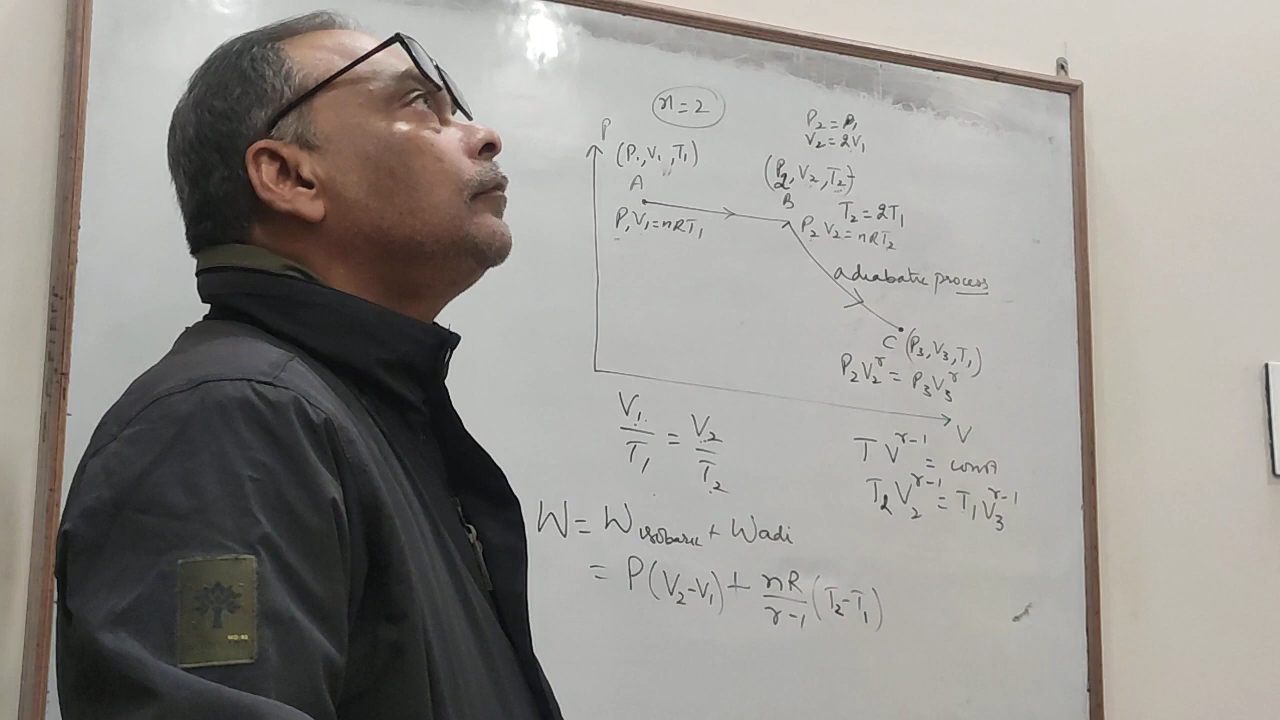 n=2
P₂=P₁
V₂=2V₁
P
(P₁,V₁,T₁)
A
P₁V₁=nRT₁
(P₂,V₂,T₂)
B
T₂=2T₁
P₂V₂=nRT₂
adiabatic process
C (P₃,V₃,T₁)
P₂V₂^γ = P₃V₃^γ
V
V₁/T₁ = V₂/T₂
TV^γ-1 = const
T₂V₂^γ-1 = T₁V₃^γ-1
W = W isobaric + Wadi
= P(V₂-V₁) + nR/γ-1 (T₂-T₁)